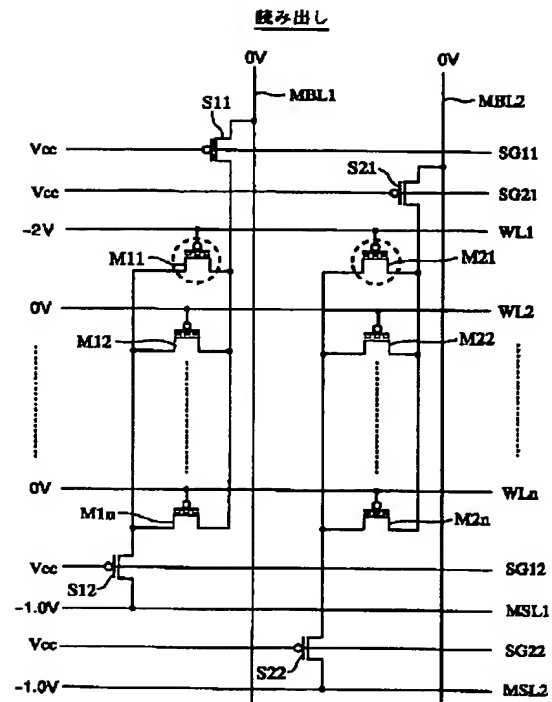 読み出し
0V 0V
MBL1 MBL2
S11
Vcc SG11
S21
Vcc SG21
-2V WL1
M11 M21
0V WL2
M12 M22
0V WLn
M1n M2n
Vcc SG12
S12
-1.0V MSL1
Vcc SG22
S22
-1.0V MSL2